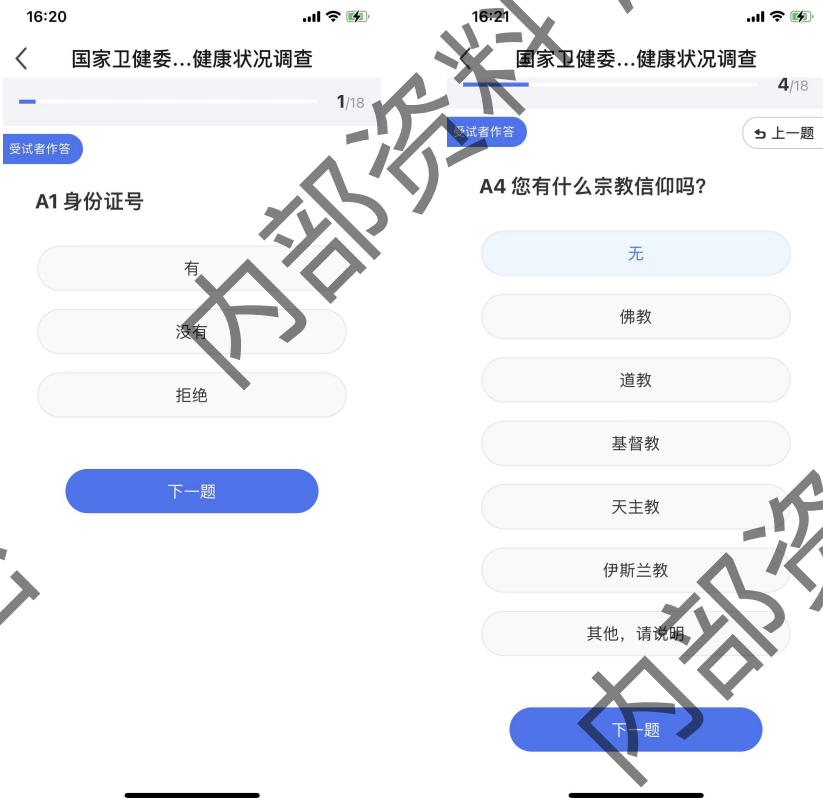 16:20
国家卫健委...健康状况调查
1/18
受试者作答
A1 身份证号
有
没有
拒绝
下一题
16:21
国家卫健委...健康状况调查
4/18
受试者作答
上一题
A4 您有什么宗教信仰吗?
无
佛教
道教
基督教
天主教
伊斯兰教
其他，请说明
下一题
内部资料
内部资